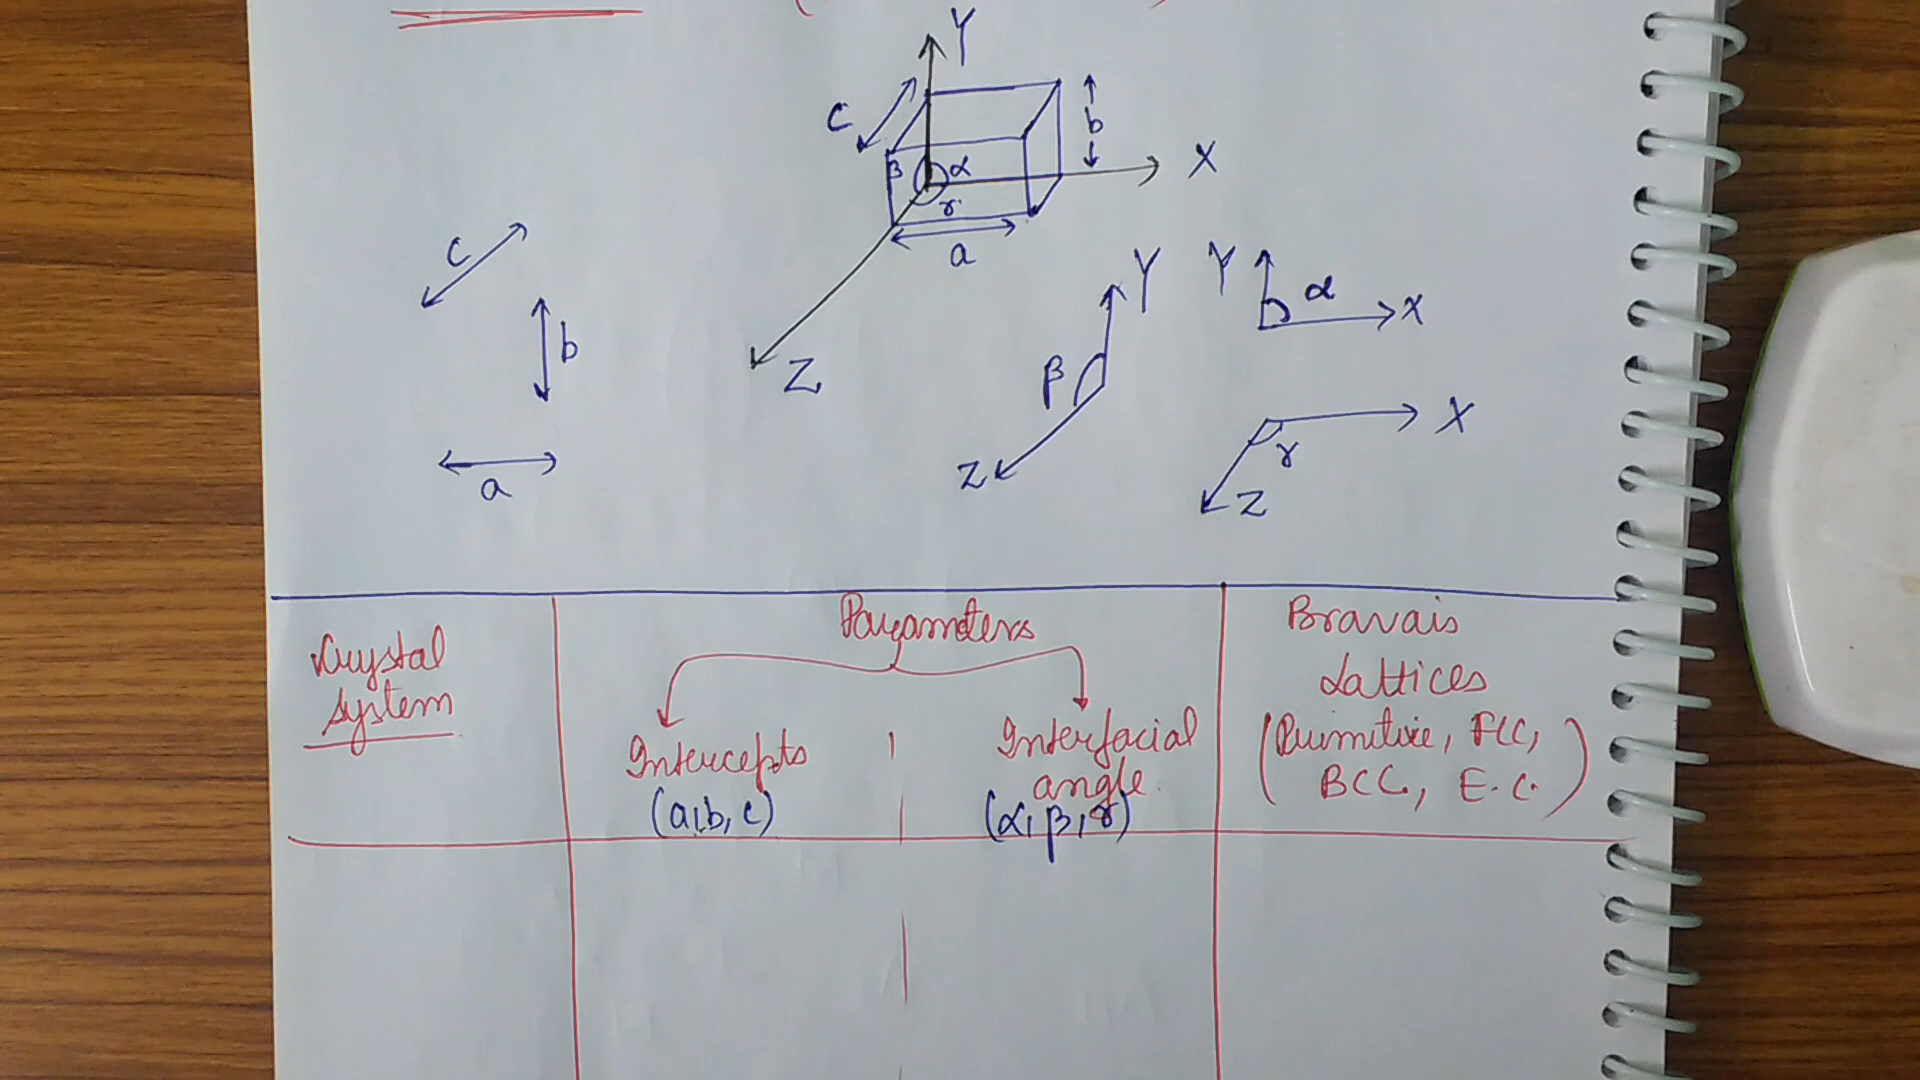 Y
C
b
β
α
X
γ
a
Z
C
b
a
Y
β
Z
Y
α
X
X
γ
Z
Crystal
system
Parameters
Intercepts
(a,b,c)
Interfacial
angle
(α,β,γ)
Bravais
Lattices
(Primitive, FCC,
BCC, E.C.)